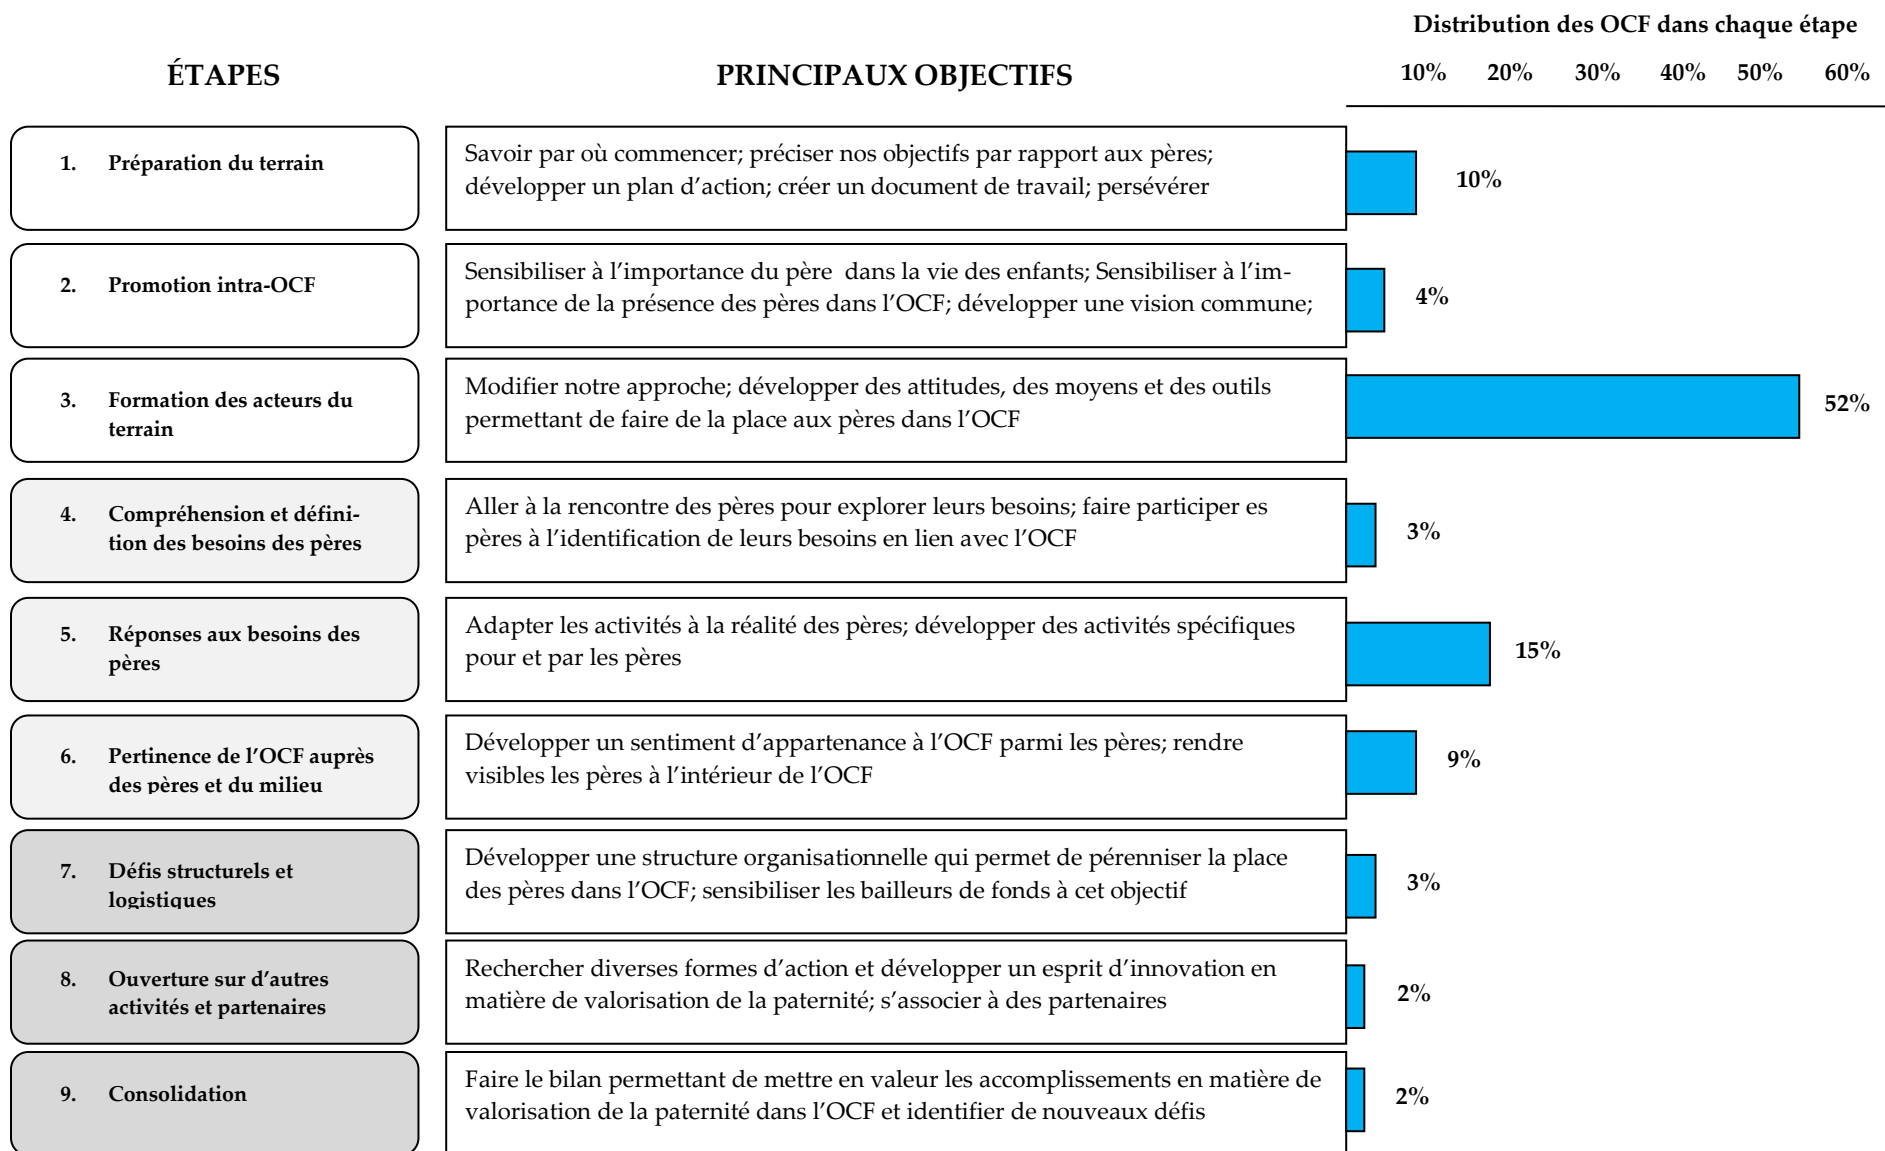 Distribution des OCF dans chaque étape
ÉTAPES
PRINCIPAUX OBJECTIFS
10% 20% 30% 40% 50% 60%
1. Préparation du terrain
Savoir par où commencer; préciser nos objectifs par rapport aux pères;
développer un plan d’action; créer un document de travail; persévérer
10%
2. Promotion intra-OCF
Sensibiliser à l’importance du père dans la vie des enfants; Sensibiliser à l’im-
portance de la présence des pères dans l’OCF; développer une vision commune;
4%
3. Formation des acteurs du
terrain
Modifier notre approche; développer des attitudes, des moyens et des outils
permettant de faire de la place aux pères dans l’OCF
52%
4. Compréhension et défini-
tion des besoins des pères
Aller à la rencontre des pères pour explorer leurs besoins; faire participer es
pères à l’identification de leurs besoins en lien avec l’OCF
3%
5. Réponses aux besoins des
pères
Adapter les activités à la réalité des pères; développer des activités spécifiques
pour et par les pères
15%
6. Pertinence de l’OCF auprès
des pères et du milieu
Développer un sentiment d’appartenance à l’OCF parmi les pères; rendre
visibles les pères à l’intérieur de l’OCF
9%
7. Défis structurels et
logistiques
Développer une structure organisationnelle qui permet de pérenniser la place
des pères dans l’OCF; sensibiliser les bailleurs de fonds à cet objectif
3%
8. Ouverture sur d’autres
activités et partenaires
Rechercher diverses formes d’action et développer un esprit d’innovation en
matière de valorisation de la paternité; s’associer à des partenaires
2%
9. Consolidation
Faire le bilan permettant de mettre en valeur les accomplissements en matière de
valorisation de la paternité dans l’OCF et identifier de nouveaux défis
2%